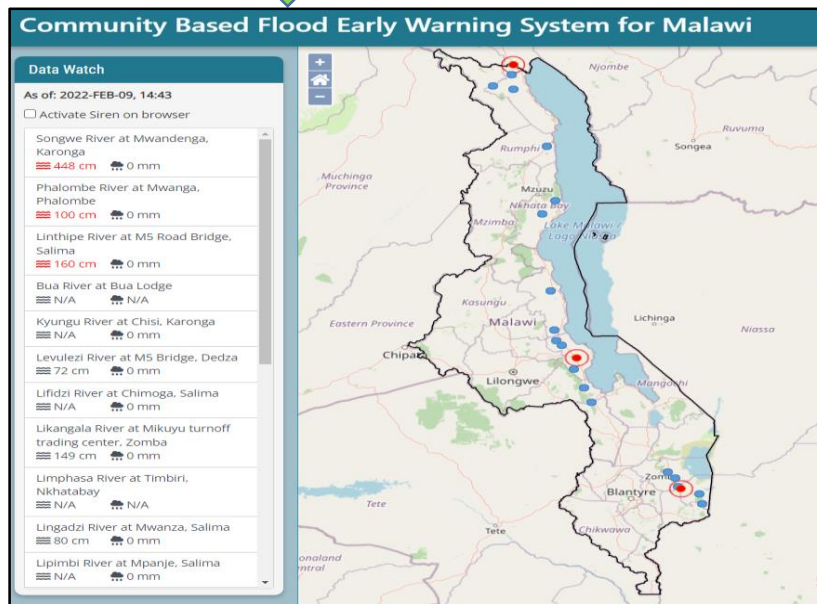 Community Based Flood Early Warning System for Malawi
Data Watch
As of: 2022-FEB-09, 14:43
Activate Siren on browser
Songwe River at Mwandenga,
Karonga
448 cm 0 mm
Phalombe River at Mwanga,
Phalombe
100 cm 0 mm
Linthipe River at M5 Road Bridge,
Salima
160 cm 0 mm
Bua River at Bua Lodge
N/A N/A
Kyungu River at Chisi, Karonga
N/A 0 mm
Levulezi River at M5 Bridge, Dedza
72 cm 0 mm
Lifidzi River at Chimoga, Salima
N/A 0 mm
Likangala River at Mikuyu turnoff
trading center, Zomba
149 cm 0 mm
Limphasa River at Timbiri,
Nkhatabay
N/A N/A
Lingadzi River at Mwanza, Salima
80 cm 0 mm
Lipimbi River at Mpanje, Salima
N/A 0 mm
+
−
Njombe
Ruvuma
Songea
Rumphi
Muchinga
Province
Mzuzu
Nkhata Bay
Mzimba
Lake Malawi /
Lago Niassa
Kasungu
Lichinga
Eastern Province
Malawi
Niassa
Chipat
Lilongwe
Mangochi
Zomb
Blantyre
Tete
Chikwawa
Tete
onaland
entral